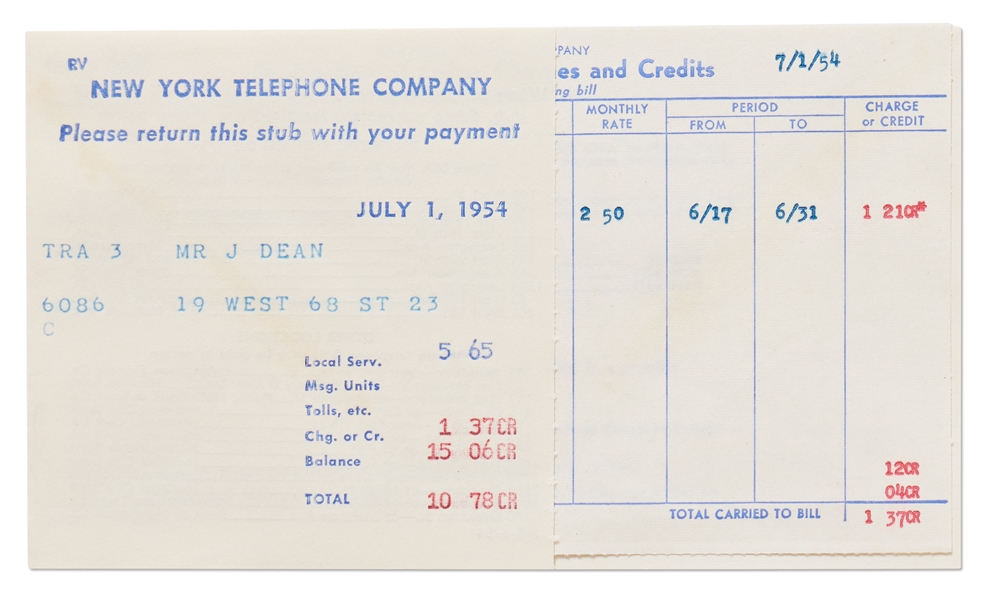 RV
NEW YORK TELEPHONE COMPANY
Please return this stub with your payment
JULY 1, 1954
TRA 3 MR J DEAN
6086 19 WEST 68 ST 23
C
Local Serv. 5 65
Msg. Units
Tolls, etc.
Chg. or Cr. 1 37CR
Balance 15 06CR
TOTAL 10 78CR
PANY
es and Credits 7/1/54
ng bill
MONTHLY RATE PERIOD CHARGE or CREDIT
FROM TO
2 50 6/17 6/31 1 21CR*
12CR
04CR
TOTAL CARRIED TO BILL 1 37CR